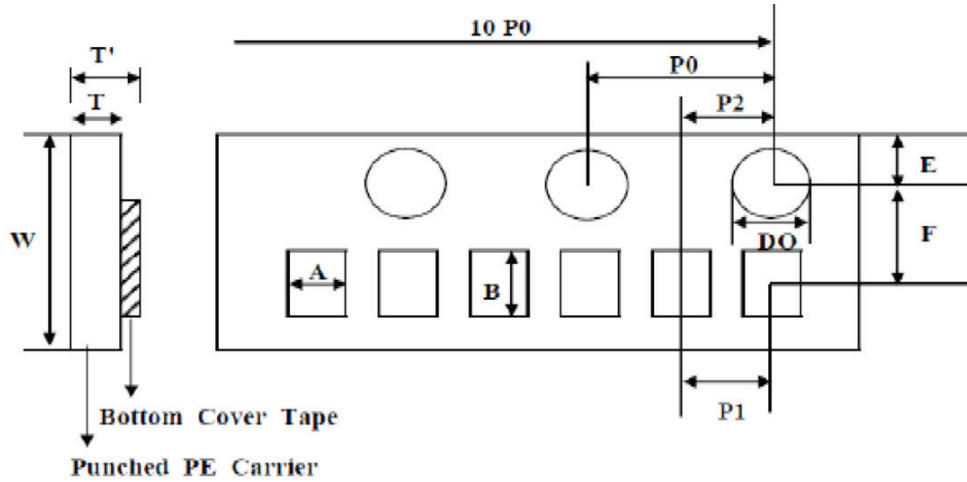 10 P0
T'
P0
T
P2
E
W
DO
F
A
B
P1
Bottom Cover Tape
Punched PE Carrier